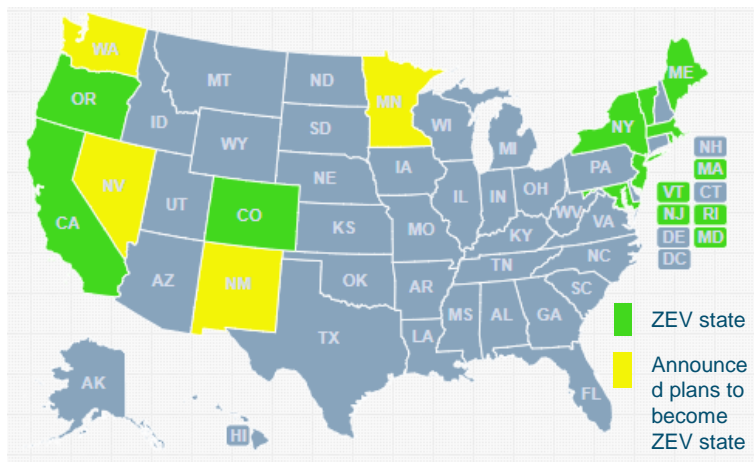 WA
MT
ND
MN
ME
OR
ID
SD
WI
NY
WY
MI
NH
IA
PA
MA
NE
NV
UT
IL
IN
OH
VT
CT
CO
WV
NJ
RI
CA
KS
MO
VA
KY
DE
MD
NC
DC
TN
AZ
NM
OK
AR
SC
MS
AL
GA
ZEV state
TX
LA
Announce
d plans to
become
ZEV state
AK
FL
HI